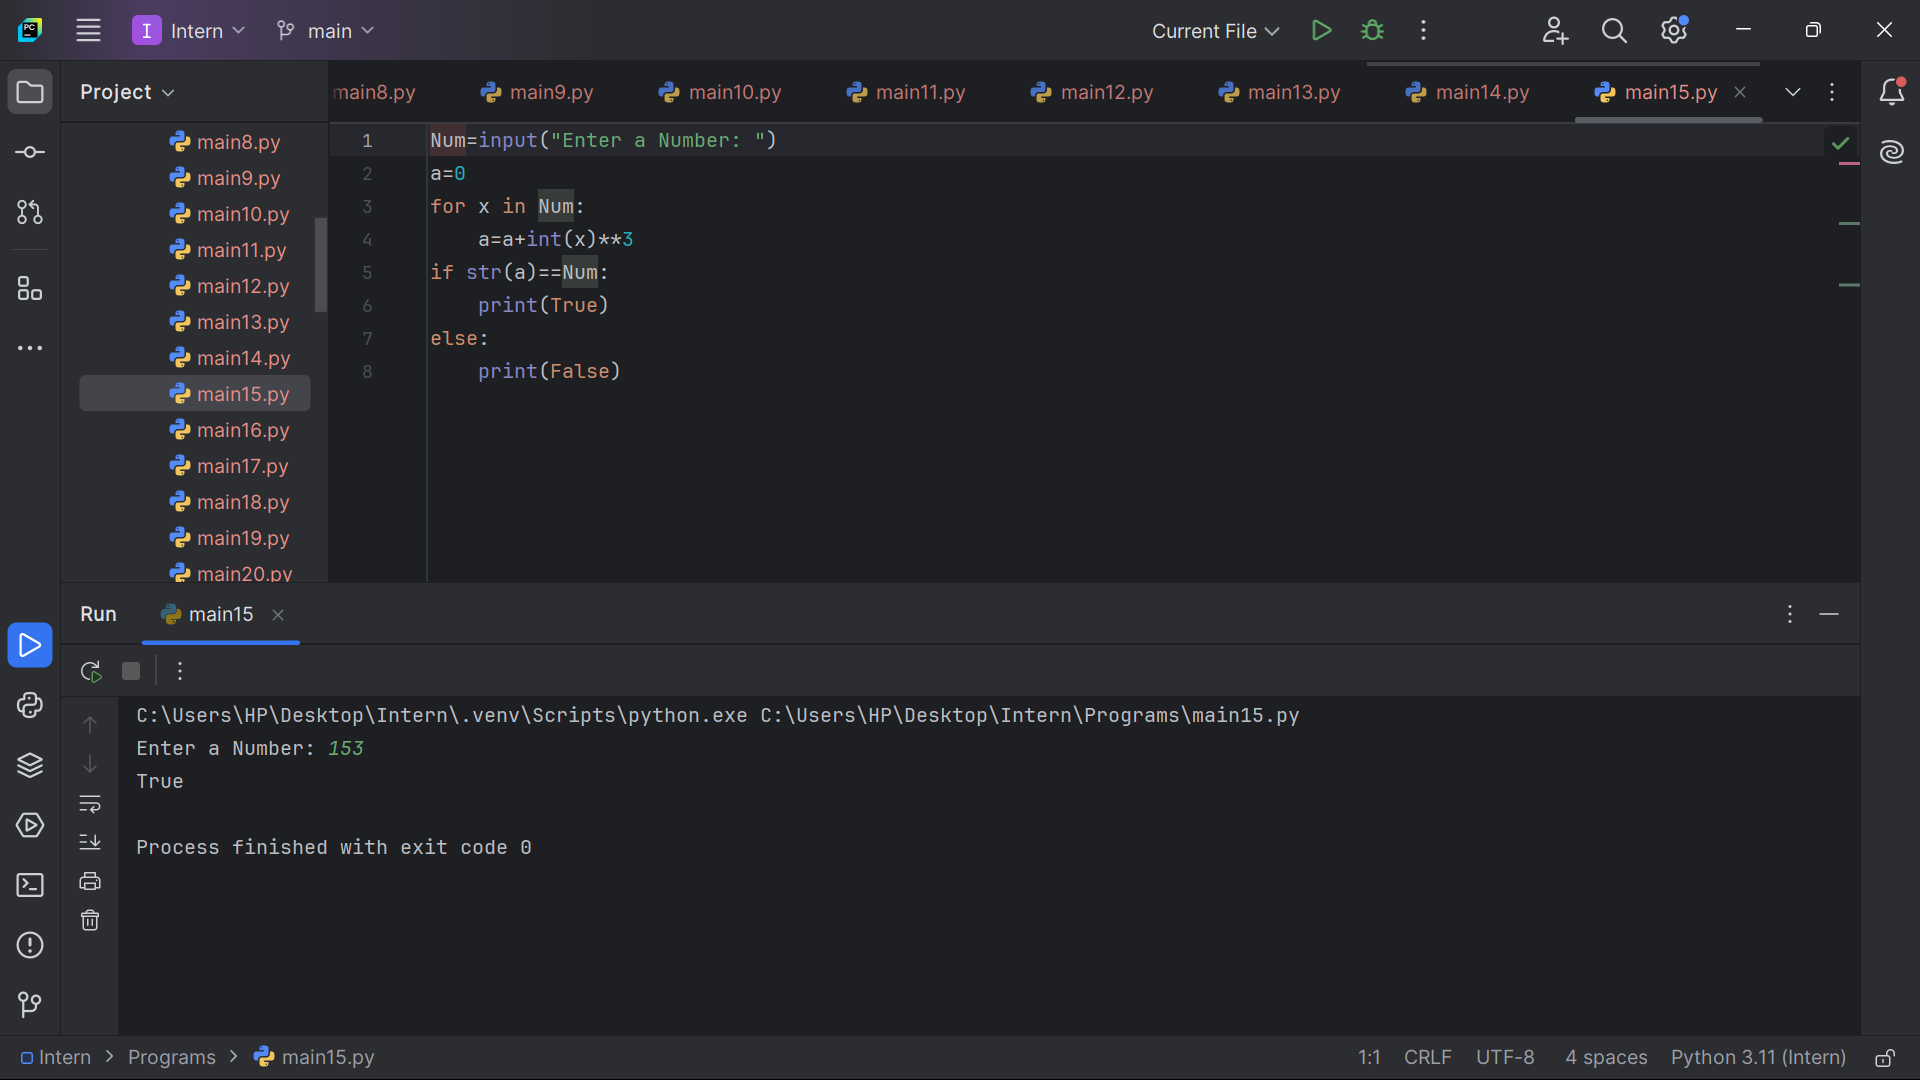 PC I Intern main Current File
Project
main8.py main9.py main10.py main11.py main12.py main13.py main14.py main15.py
main8.py
main9.py
main10.py
main11.py
main12.py
main13.py
main14.py
main15.py
main16.py
main17.py
main18.py
main19.py
main20.py
1 Num=input("Enter a Number: ")
2 a=0
3 for x in Num:
4     a=a+int(x)**3
5 if str(a)==Num:
6     print(True)
7 else:
8     print(False)
Run main15
C:\Users\HP\Desktop\Intern\.venv\Scripts\python.exe C:\Users\HP\Desktop\Intern\Programs\main15.py
Enter a Number: 153
True
Process finished with exit code 0
Intern > Programs > main15.py 1:1 CRLF UTF-8 4 spaces Python 3.11 (Intern)